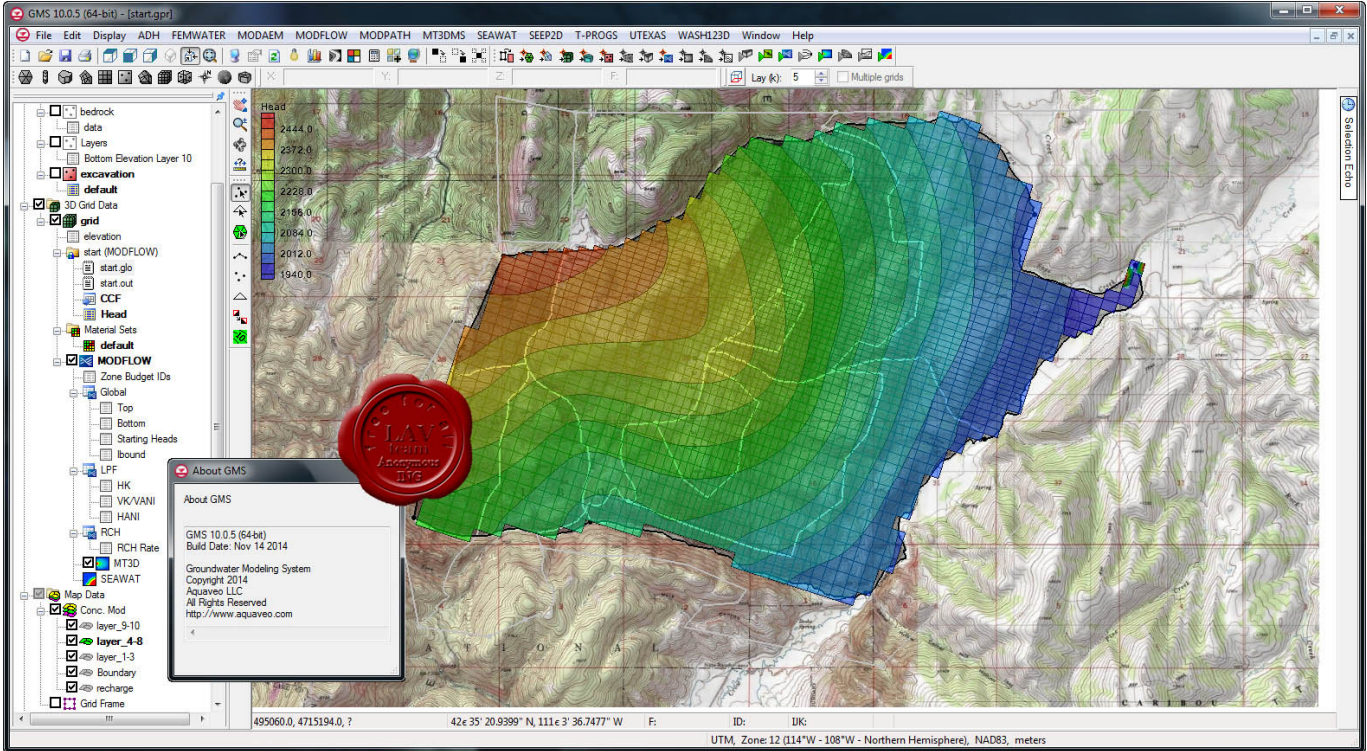 GMS 10.0.5 (64-bit) - [start.gpr]
File Edit Display ADH FEMWATER MODAEM MODFLOW MODPATH MT3DMS SEAWAT SEEP2D T-PROGS UTEXAS WASH123D Window Help
X: Y: Z: F: Lay (k): 5 Multiple grids
bedrock
data
Layers
Bottom Elevation Layer 10
excavation
default
3D Grid Data
grid
elevation
start (MODFLOW)
start.glo
start.out
CCF
Head
Material Sets
default
MODFLOW
Zone Budget IDs
Global
Top
Bottom
Starting Heads
Ibound
LPF
HK
VK/VANI
HANI
RCH
RCH Rate
MT3D
SEAWAT
Map Data
Conc. Mod
layer_9-10
layer_4-8
layer_1-3
Boundary
recharge
Grid Frame
Head
2444.0
2372.0
2300.0
2228.0
2156.0
2084.0
2012.0
1940.0
Selection Echo
LAV
team
Anonymous
ING
About GMS
About GMS
GMS 10.0.5 (64-bit)
Build Date: Nov 14 2014
Groundwater Modeling System
Copyright 2014
Aquaveo LLC
All Rights Reserved
http://www.aquaveo.com
A T I O N A L
C A R I B O U
495060.0, 4715194.0, ? 42є 35' 20.9399" N, 111є 3' 36.7477" W F: ID: IJK:
UTM, Zone: 12 (114°W - 108°W - Northern Hemisphere), NAD83, meters